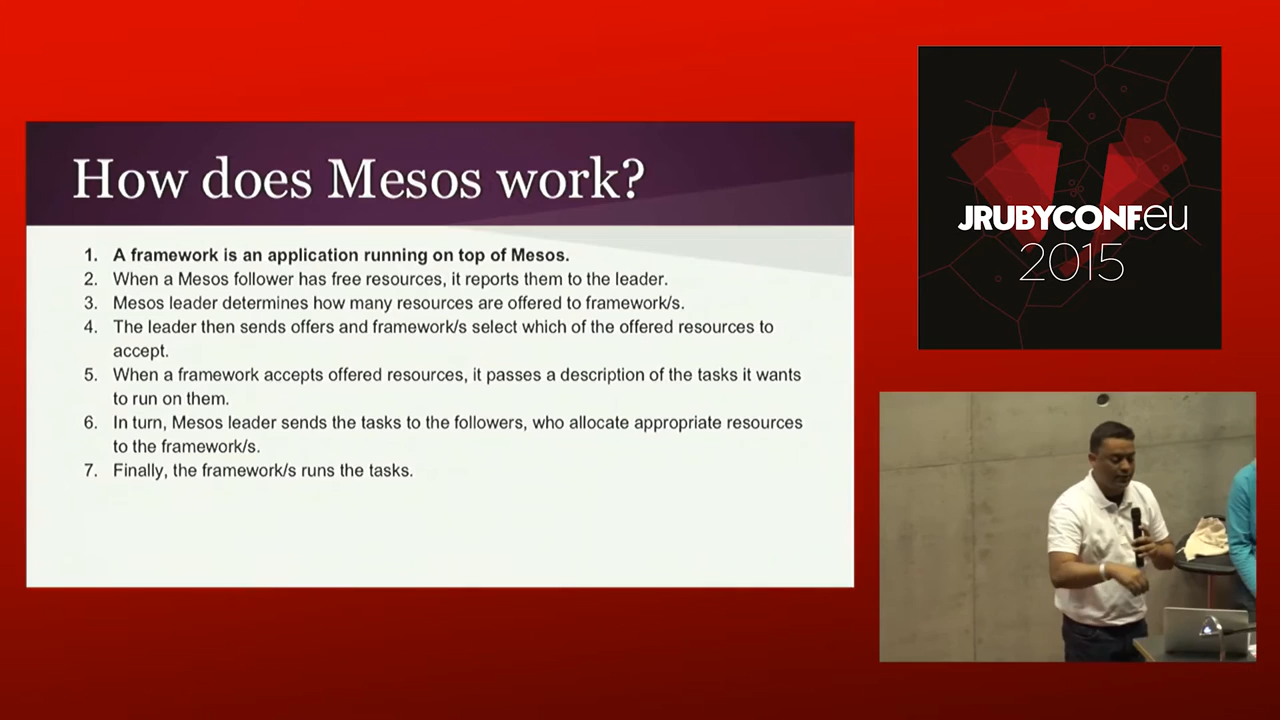 How does Mesos work?
1. A framework is an application running on top of Mesos.
2. When a Mesos follower has free resources, it reports them to the leader.
3. Mesos leader determines how many resources are offered to framework/s.
4. The leader then sends offers and framework/s select which of the offered resources to
accept.
5. When a framework accepts offered resources, it passes a description of the tasks it wants
to run on them.
6. In turn, Mesos leader sends the tasks to the followers, who allocate appropriate resources
to the framework/s.
7. Finally, the framework/s runs the tasks.
JRUBYCONF.eu
2015